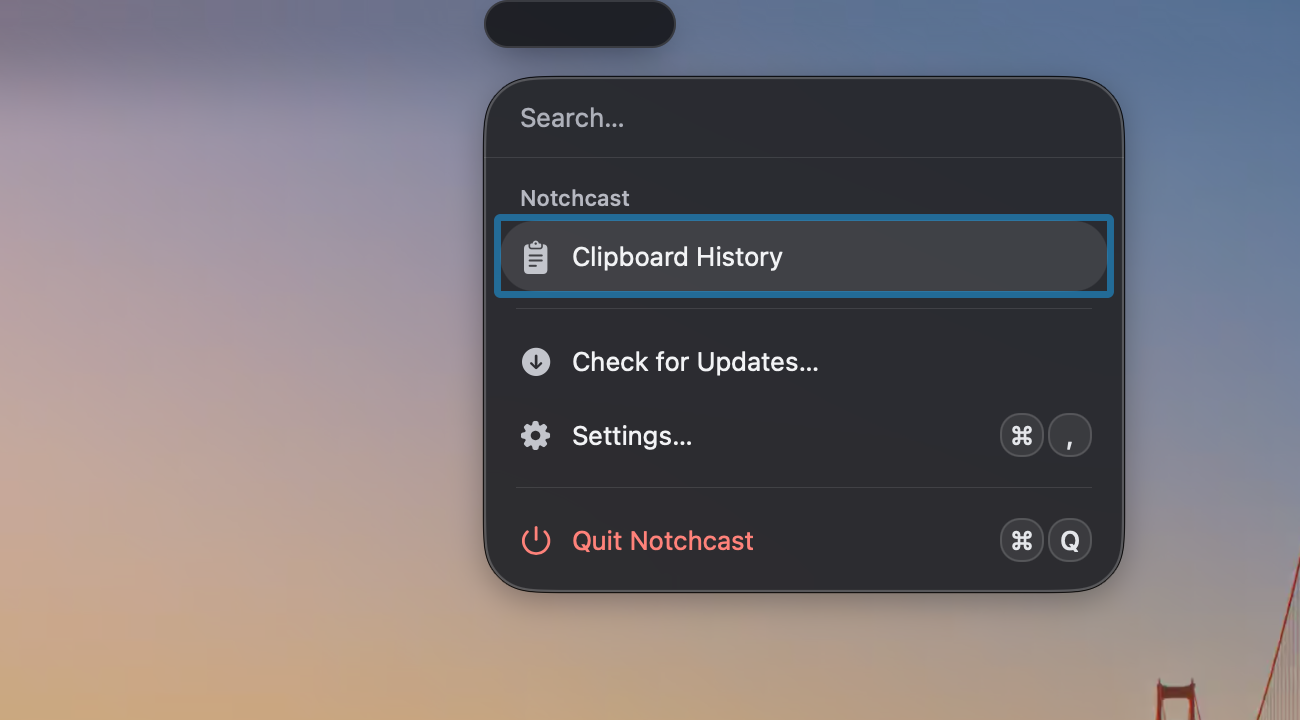 Search...
Notchcast
Clipboard History
Check for Updates...
Settings... ⌘ ,
Quit Notchcast ⌘ Q